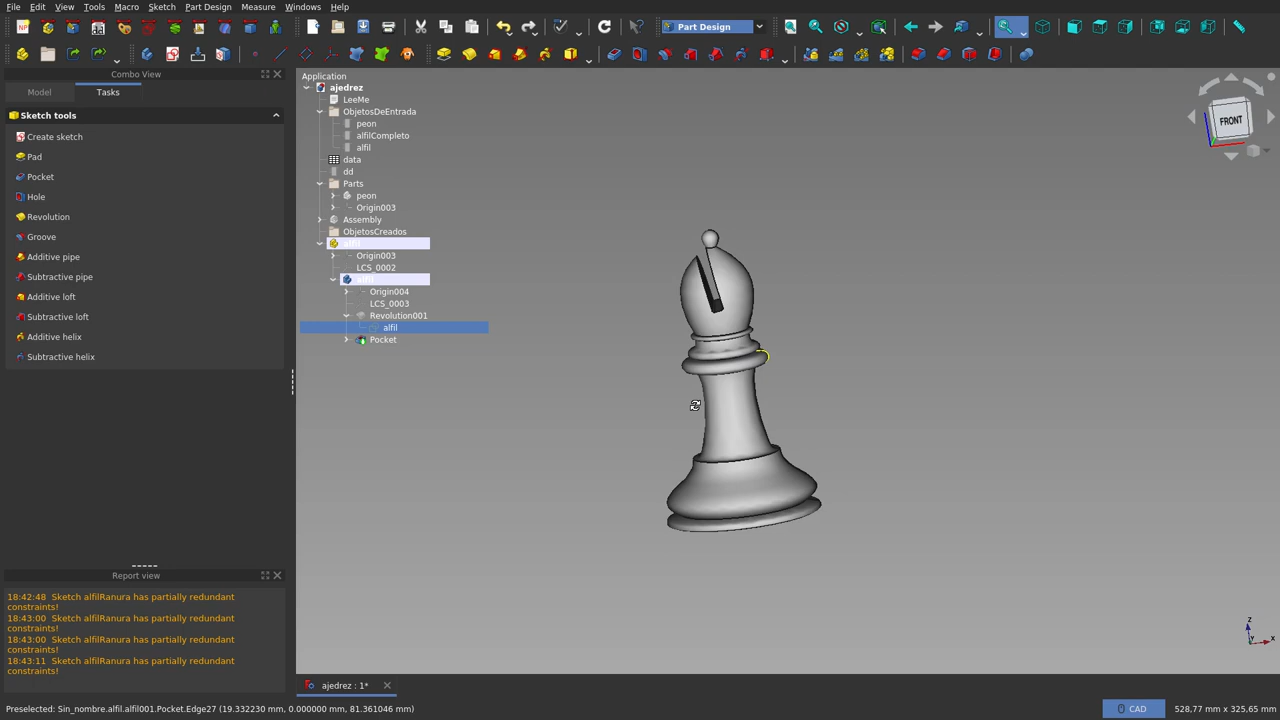 File Edit View Tools Macro Sketch Part Design Measure Windows Help
Part Design
Combo View
Model Tasks
Sketch tools
Create sketch
Pad
Pocket
Hole
Revolution
Groove
Additive pipe
Subtractive pipe
Additive loft
Subtractive loft
Additive helix
Subtractive helix
Report view
18:42:48 Sketch alfilRanura has partially redundant
constraints!
18:43:00 Sketch alfilRanura has partially redundant
constraints!
18:43:00 Sketch alfilRanura has partially redundant
constraints!
18:43:11 Sketch alfilRanura has partially redundant
constraints!
Application
ajedrez
LeeMe
ObjetosDeEntrada
peon
alfilCompleto
alfil
data
dd
Parts
peon
Origin003
Assembly
ObjetosCreados
alfil
Origin003
LCS_0002
alfil
Origin004
LCS_0003
Revolution001
alfil
Pocket
FRONT
Z
Y
X
ajedrez : 1*
Preselected: Sin_nombre.alfil.alfil001.Pocket.Edge27 (19.332230 mm, 0.000000 mm, 81.361046 mm)
CAD
528,77 mm x 325,65 mm